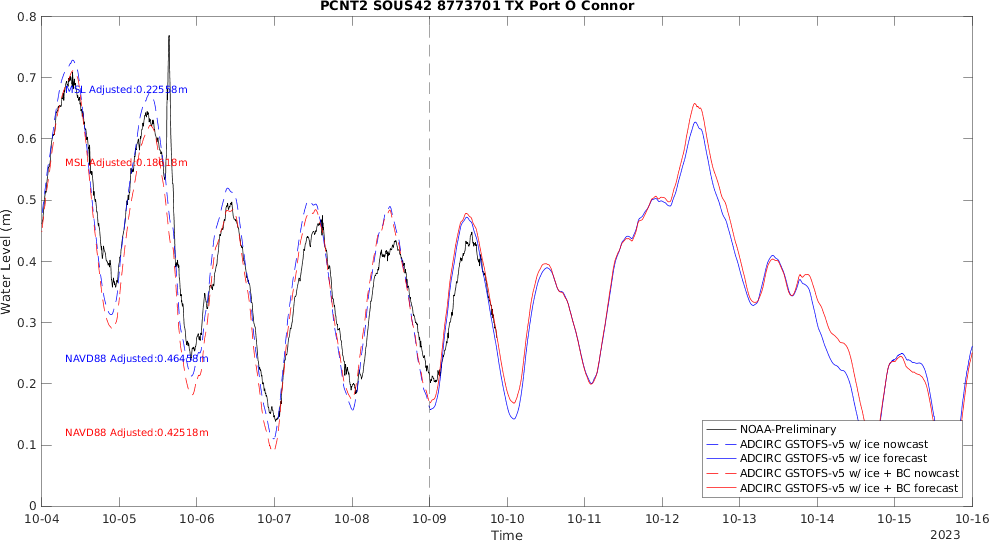 PCNT2 SOUS42 8773701 TX Port O Connor
Water Level (m)
0.8
0.7
0.6
0.5
0.4
0.3
0.2
0.1
0
MSL Adjusted:0.22558m
MSL Adjusted:0.18618m
NAVD88 Adjusted:0.46458m
NAVD88 Adjusted:0.42518m
NOAA-Preliminary
ADCIRC GSTOFS-v5 w/ ice nowcast
ADCIRC GSTOFS-v5 w/ ice forecast
ADCIRC GSTOFS-v5 w/ ice + BC nowcast
ADCIRC GSTOFS-v5 w/ ice + BC forecast
10-04 10-05 10-06 10-07 10-08 10-09 10-10 10-11 10-12 10-13 10-14 10-15 10-16
Time
2023